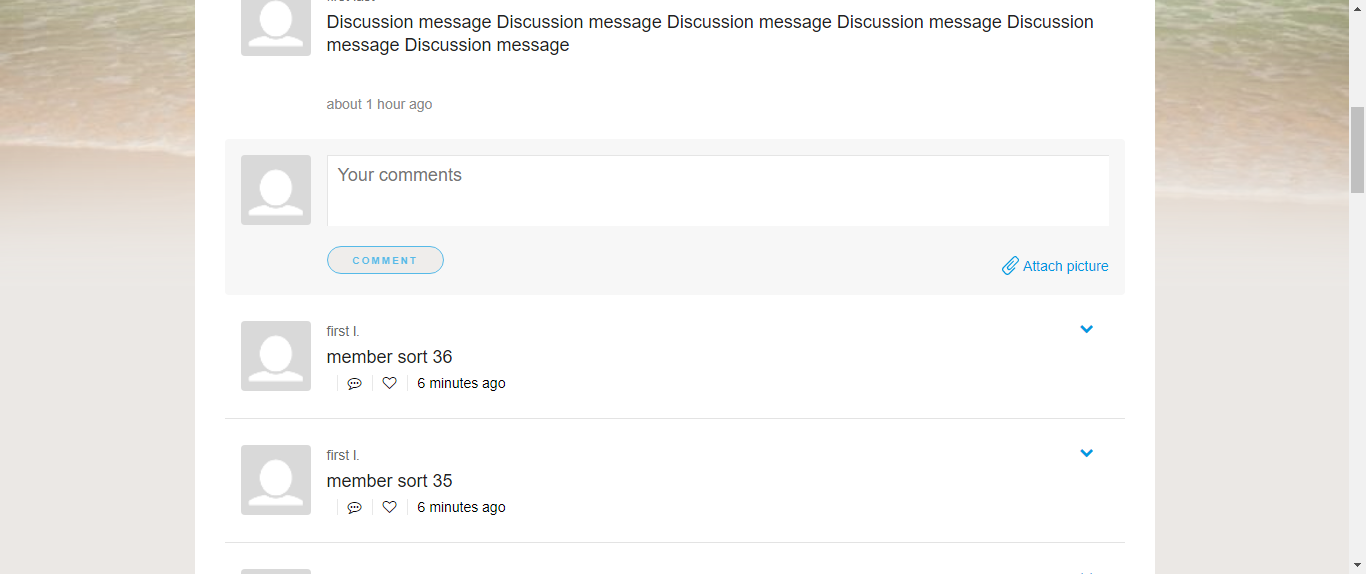 Discussion message Discussion message Discussion message Discussion message Discussion
message Discussion message
about 1 hour ago
Your comments
COMMENT
Attach picture
first l.
member sort 36
6 minutes ago
first l.
member sort 35
6 minutes ago